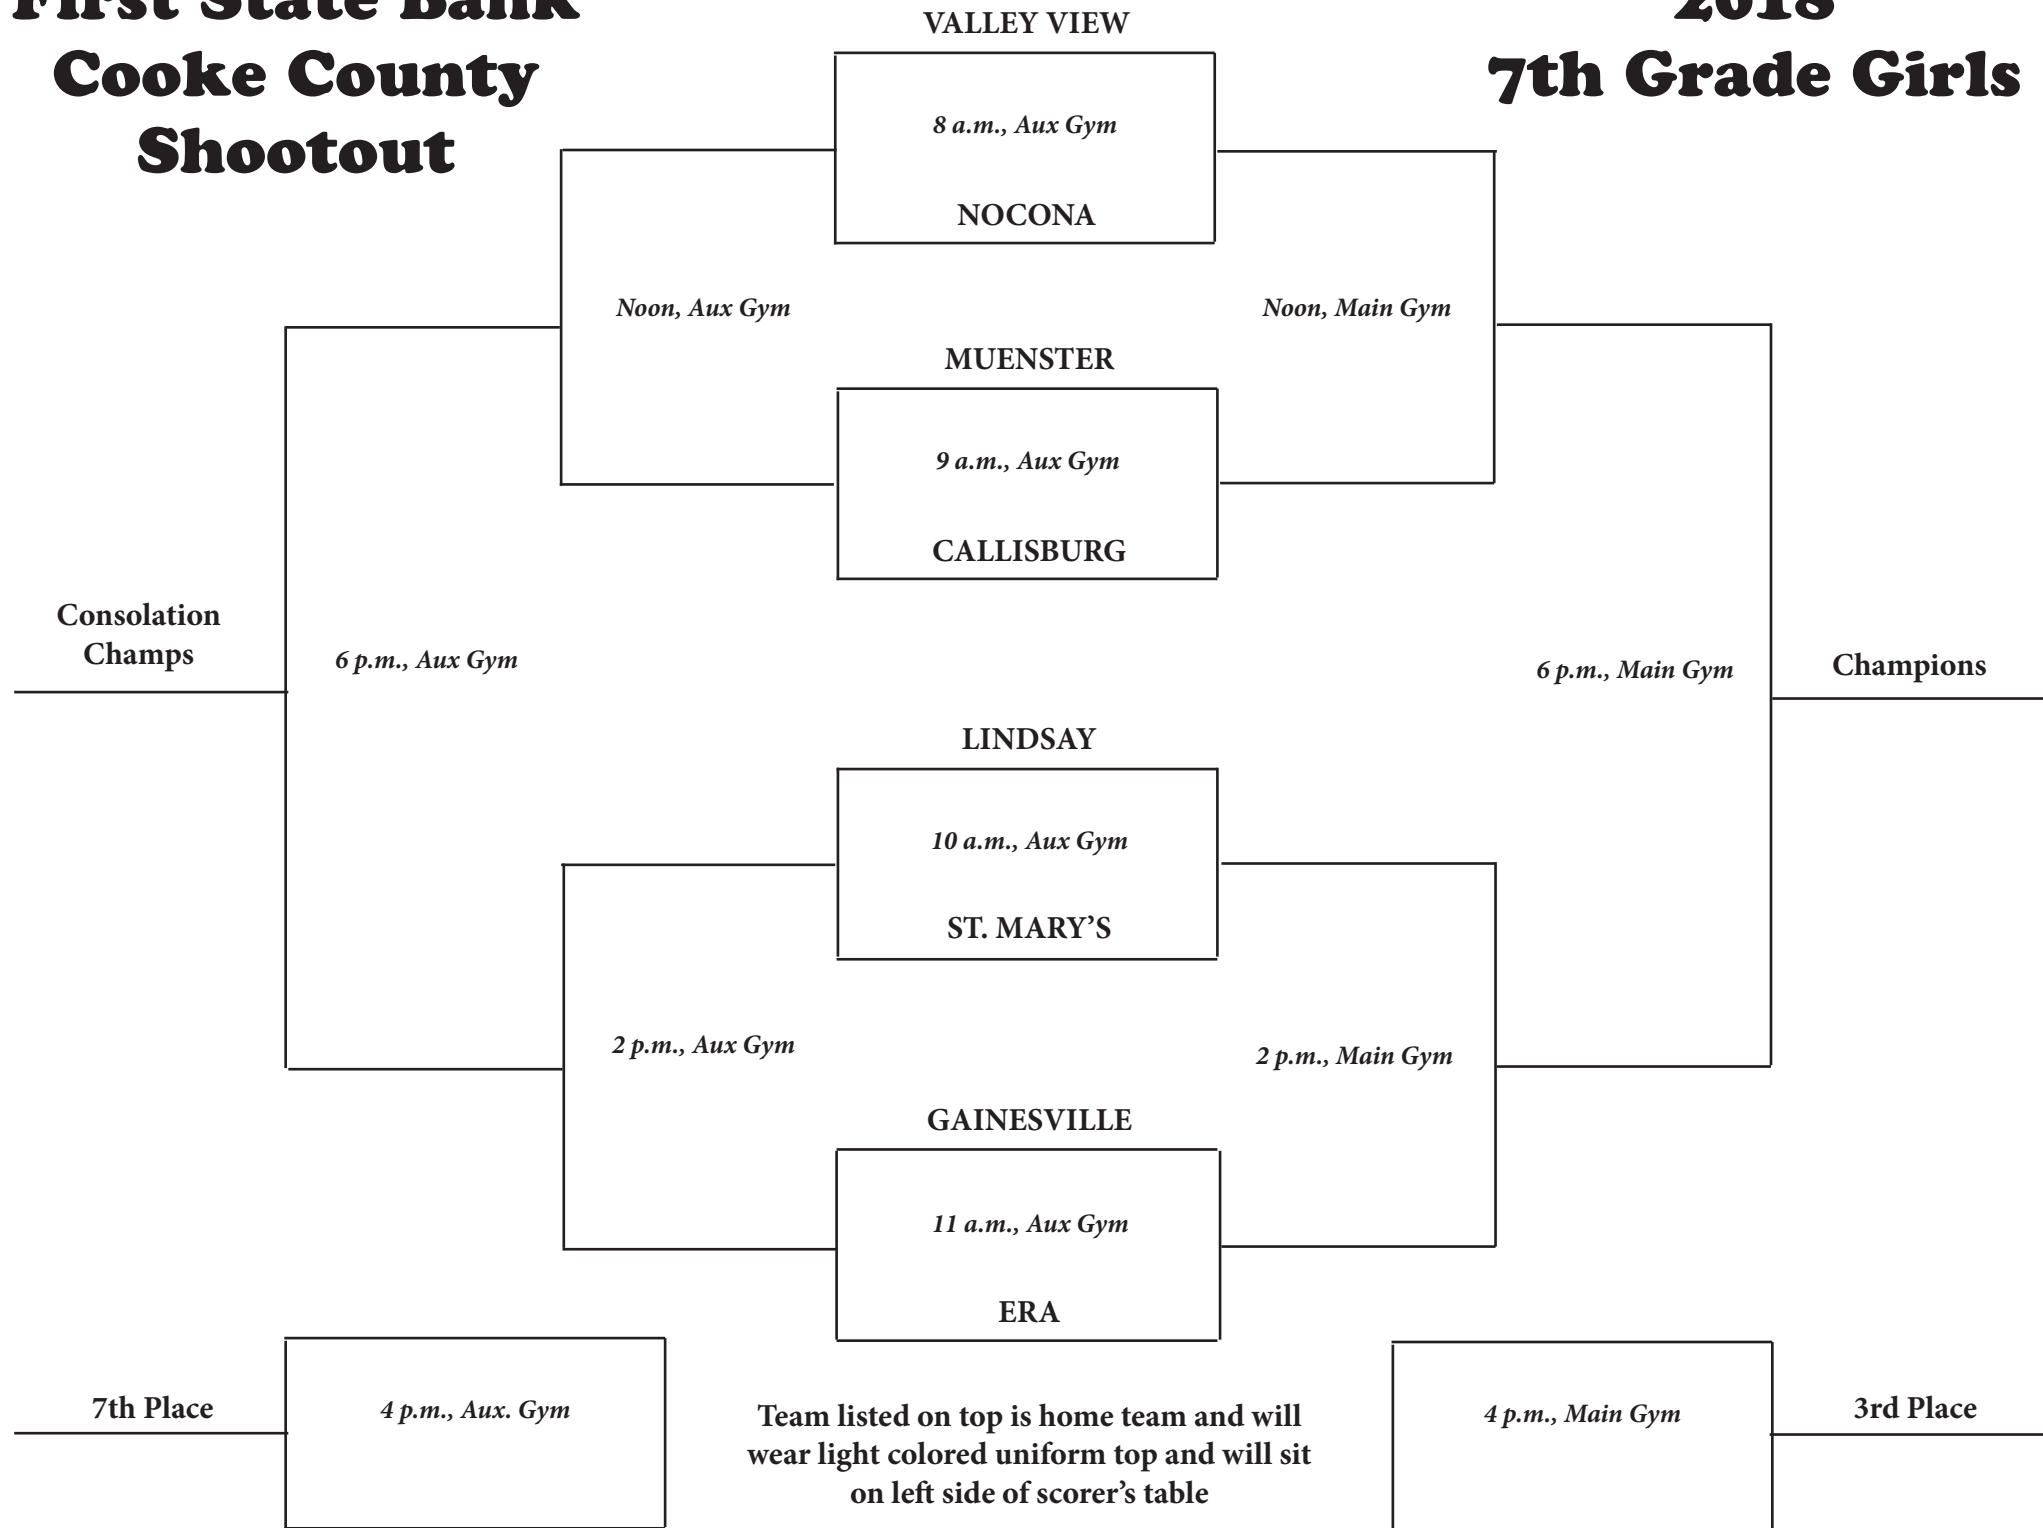 First State Bank
Cooke County
Shootout
2018
7th Grade Girls
VALLEY VIEW
8 a.m., Aux Gym
NOCONA
Noon, Aux Gym
Noon, Main Gym
MUENSTER
9 a.m., Aux Gym
CALLISBURG
Consolation
Champs
6 p.m., Aux Gym
6 p.m., Main Gym
Champions
LINDSAY
10 a.m., Aux Gym
ST. MARY’S
2 p.m., Aux Gym
2 p.m., Main Gym
GAINESVILLE
11 a.m., Aux Gym
ERA
7th Place
4 p.m., Aux. Gym
Team listed on top is home team and will
wear light colored uniform top and will sit
on left side of scorer’s table
4 p.m., Main Gym
3rd Place